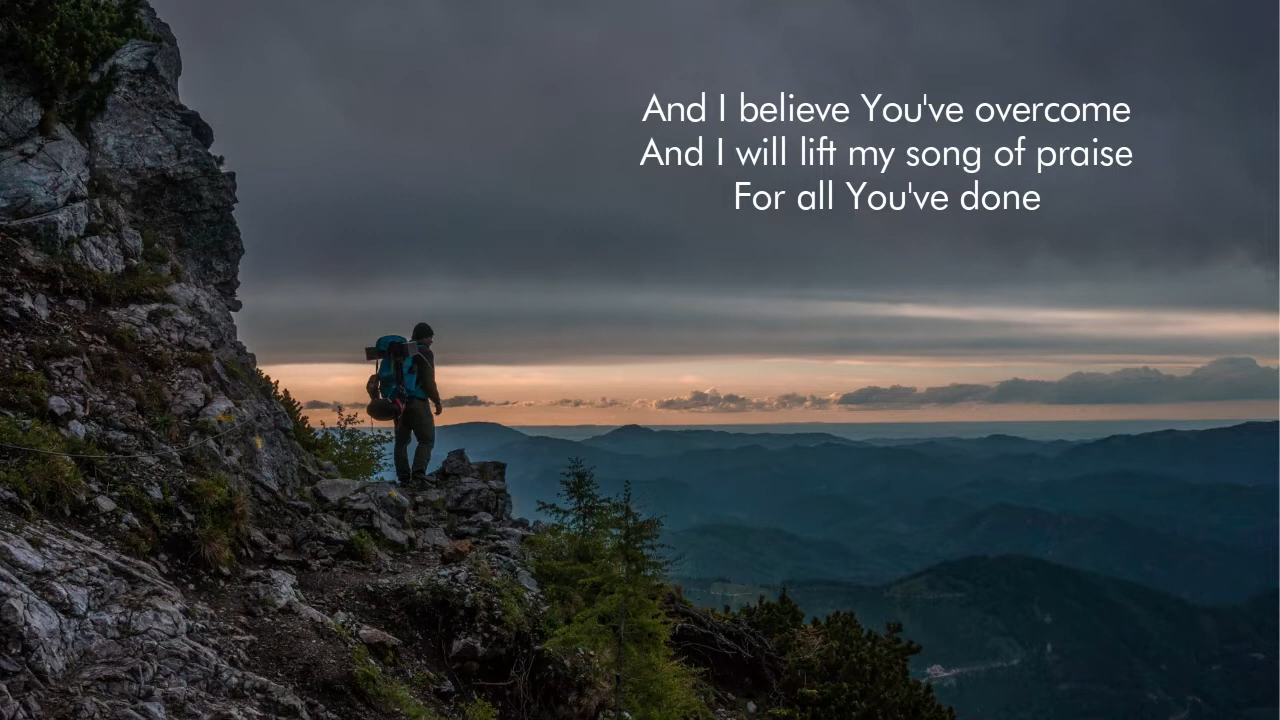 And I believe You've overcome
And I will lift my song of praise
For all You've done